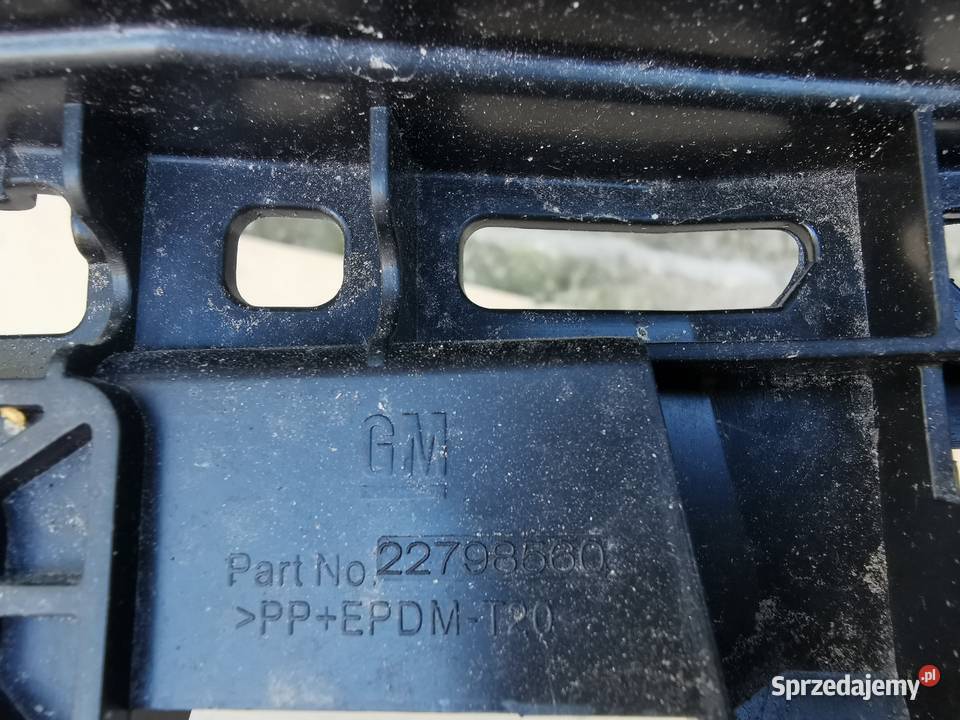 GM
Part No. 22798560
>PP+EPDM-T20
Sprzedajemy.pl